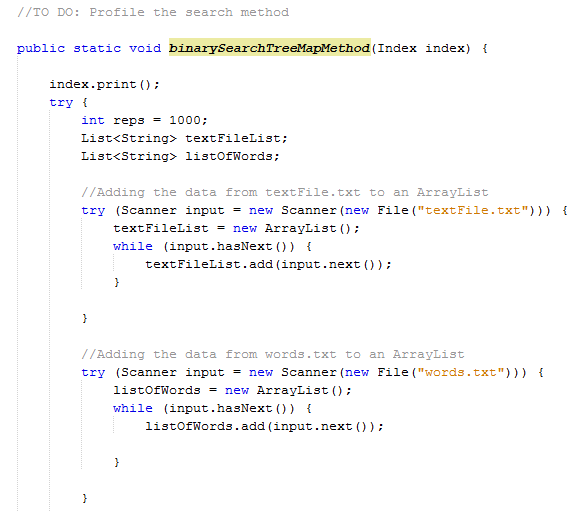 //TO DO: Profile the search method
public static void binarySearchTreeMapMethod(Index index) {
index.print();
try {
int reps = 1000;
List<String> textFileList;
List<String> listOfWords;
//Adding the data from textFile.txt to an ArrayList
try (Scanner input = new Scanner(new File("textFile.txt"))) {
textFileList = new ArrayList();
while (input.hasNext()) {
textFileList.add(input.next());
}
}
//Adding the data from words.txt to an ArrayList
try (Scanner input = new Scanner(new File("words.txt"))) {
listOfWords = new ArrayList();
while (input.hasNext()) {
listOfWords.add(input.next());
}
}